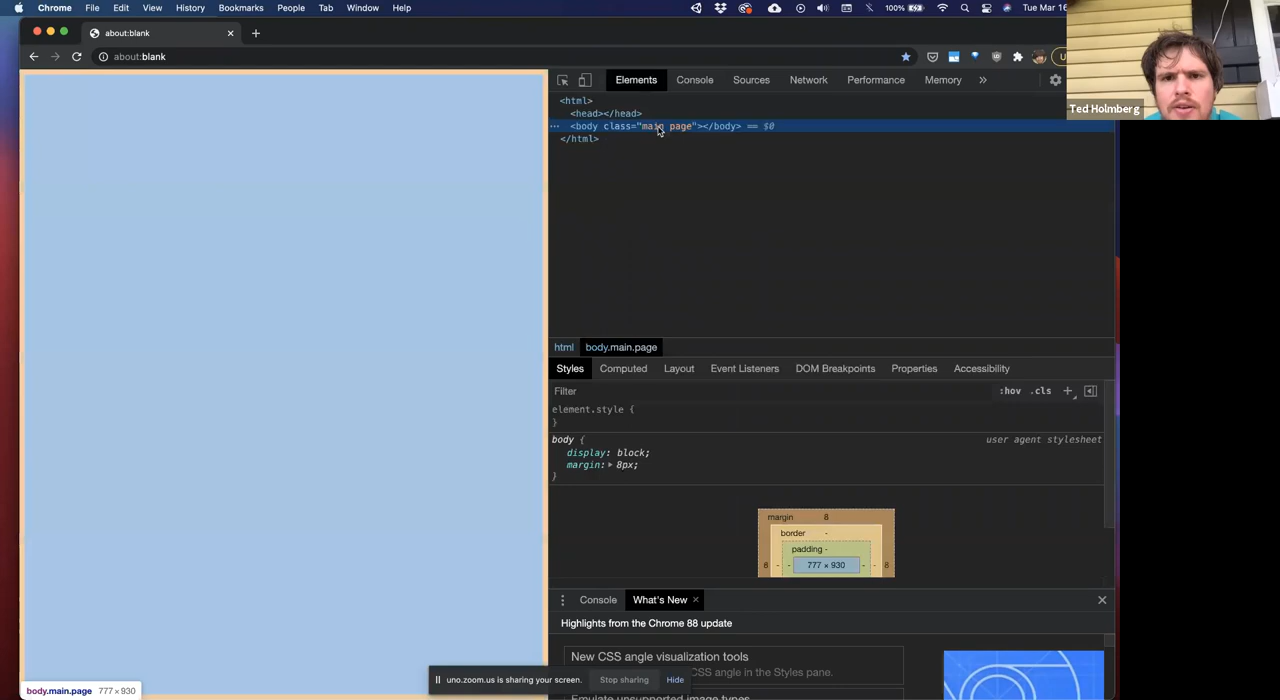 Chrome File Edit View History Bookmarks People Tab Window Help 100% Tue Mar 16
about:blank
about:blank
Elements Console Sources Network Performance Memory »
Ted Holmberg
<html>
<head></head>
<body class="main page"></body> == $0
</html>
html body.main.page
Styles Computed Layout Event Listeners DOM Breakpoints Properties Accessibility
Filter :hov .cls +
element.style {
}
body { user agent stylesheet
display: block;
margin: 8px;
}
margin 8
border -
padding -
8 - - 777 × 930 - - 8
Console What's New ×
Highlights from the Chrome 88 update
New CSS angle visualization tools
CSS angle in the Styles pane.
Emulate unsupported image types
uno.zoom.us is sharing your screen. Stop sharing Hide
body.main.page 777 × 930